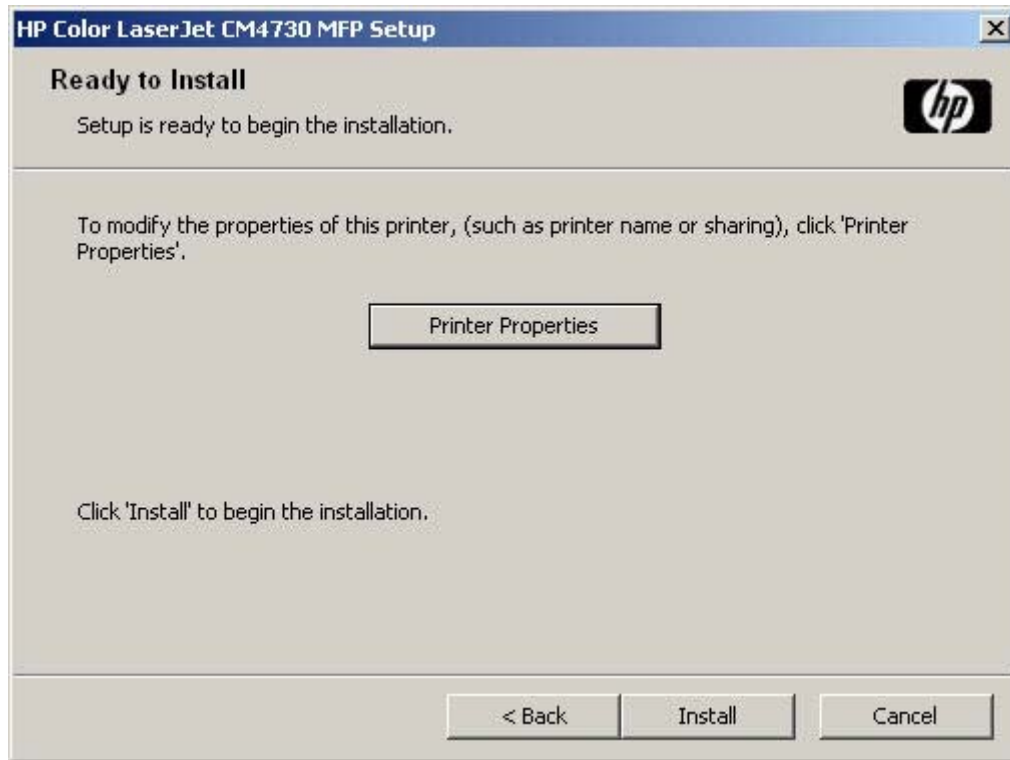 HP Color LaserJet CM4730 MFP Setup
Ready to Install
Setup is ready to begin the installation.
hp
To modify the properties of this printer, (such as printer name or sharing), click 'Printer
Properties'.
Printer Properties
Click 'Install' to begin the installation.
< Back
Install
Cancel